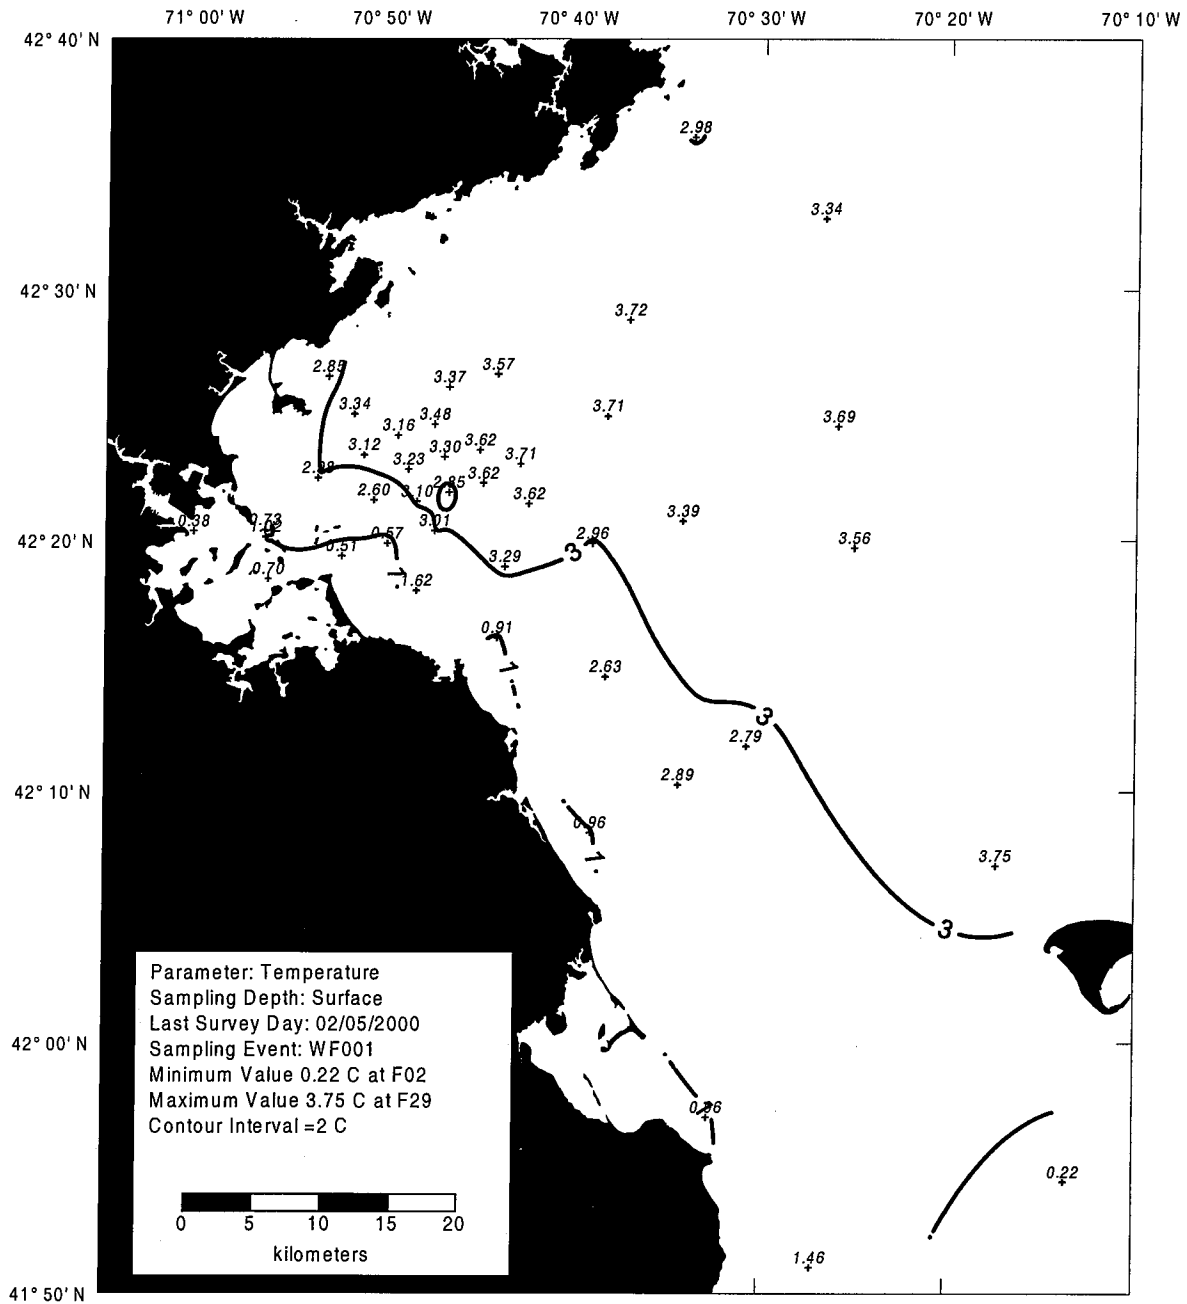 71° 00' W 70° 50' W 70° 40' W 70° 30' W 70° 20' W 70° 10' W
42° 40' N
2.98
3.34
42° 30' N
3.72
2.85
3.37
3.57
3.34
3.16
3.48
3.71
3.69
3.12
3.23
3.30
3.62
3.71
2.60
3.10
2.85
3.62
3.62
0.38
0.73
3.01
3.39
42° 20' N
0.51
0.57
2.96
3
3.56
0.70
3.29
1
1.62
0.91
1
2.63
3
2.79
2.89
42° 10' N
0.96
1
3.75
3
Parameter: Temperature
Sampling Depth: Surface
Last Survey Day: 02/05/2000
Sampling Event: WF001
Minimum Value 0.22 C at F02
Maximum Value 3.75 C at F29
Contour Interval =2 C
42° 00' N
0.22
0 5 10 15 20
kilometers
1.46
41° 50' N